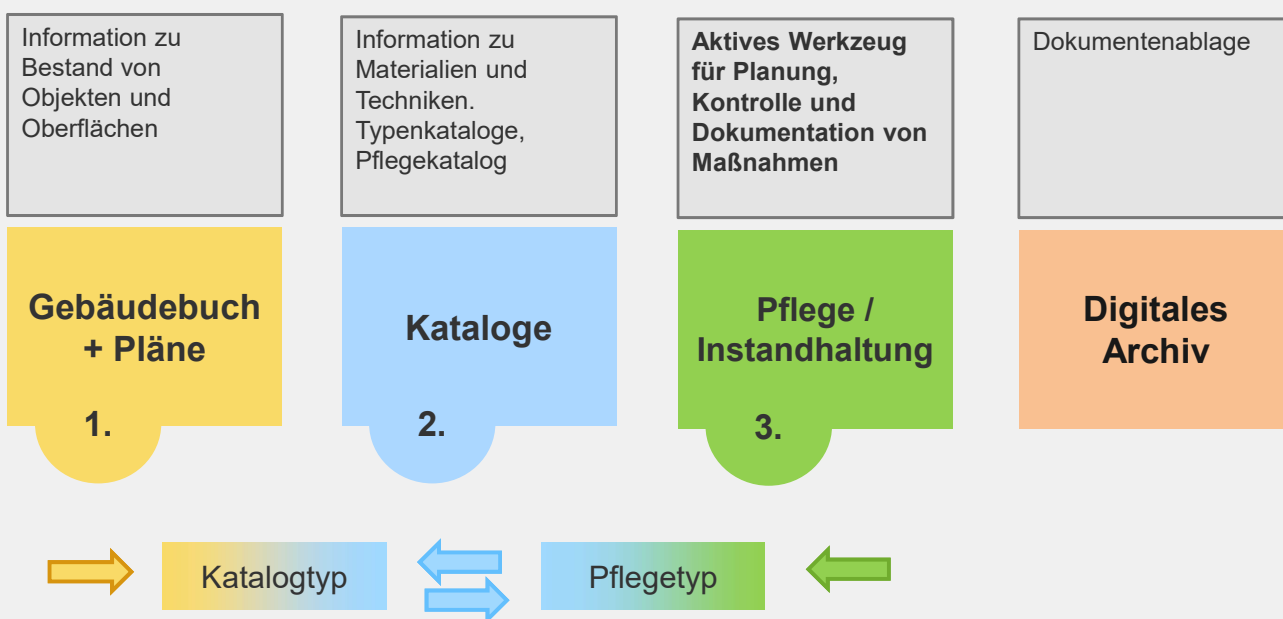 Information zu
Bestand von
Objekten und
Oberflächen
Information zu
Materialien und
Techniken.
Typenkataloge,
Pflegekatalog
Aktives Werkzeug
für Planung,
Kontrolle und
Dokumentation von
Maßnahmen
Dokumentenablage
Gebäudebuch
+ Pläne
1.
Kataloge
2.
Pflege /
Instandhaltung
3.
Digitales
Archiv
Katalogtyp
Pflegetyp